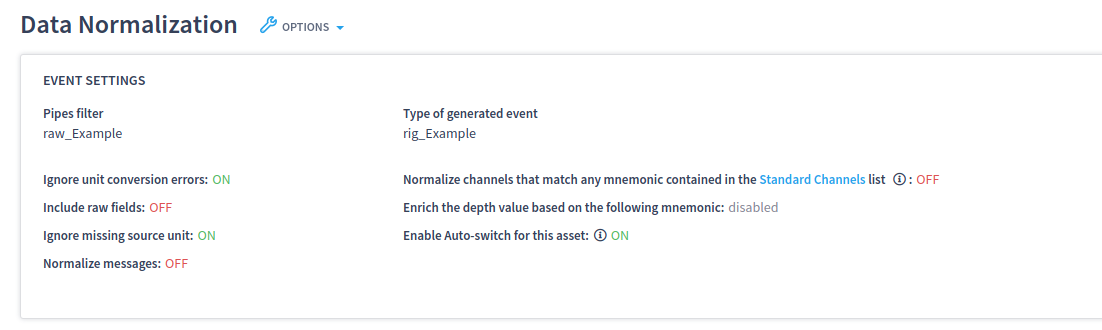 Data Normalization OPTIONS
EVENT SETTINGS
Pipes filter
raw_Example
Type of generated event
rig_Example
Ignore unit conversion errors: ON
Include raw fields: OFF
Ignore missing source unit: ON
Normalize messages: OFF
Normalize channels that match any mnemonic contained in the Standard Channels list : OFF
Enrich the depth value based on the following mnemonic: disabled
Enable Auto-switch for this asset: ON